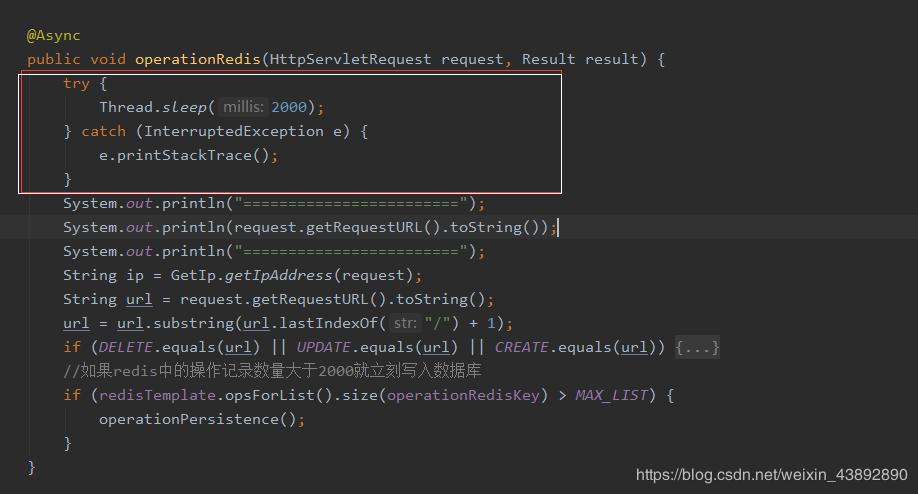 @Async
public void operationRedis(HttpServletRequest request, Result result) {
try {
Thread.sleep( millis: 2000);
} catch (InterruptedException e) {
e.printStackTrace();
}
System.out.println("========================");
System.out.println(request.getRequestURL().toString());
System.out.println("========================");
String ip = GetIp.getIpAddress(request);
String url = request.getRequestURL().toString();
url = url.substring(url.lastIndexOf( str: "/") + 1);
if (DELETE.equals(url) || UPDATE.equals(url) || CREATE.equals(url)) {...}
//如果redis中的操作记录数量大于2000就立刻写入数据库
if (redisTemplate.opsForList().size(operationRedisKey) > MAX_LIST) {
operationPersistence();
}
}
https://blog.csdn.net/weixin_43892890